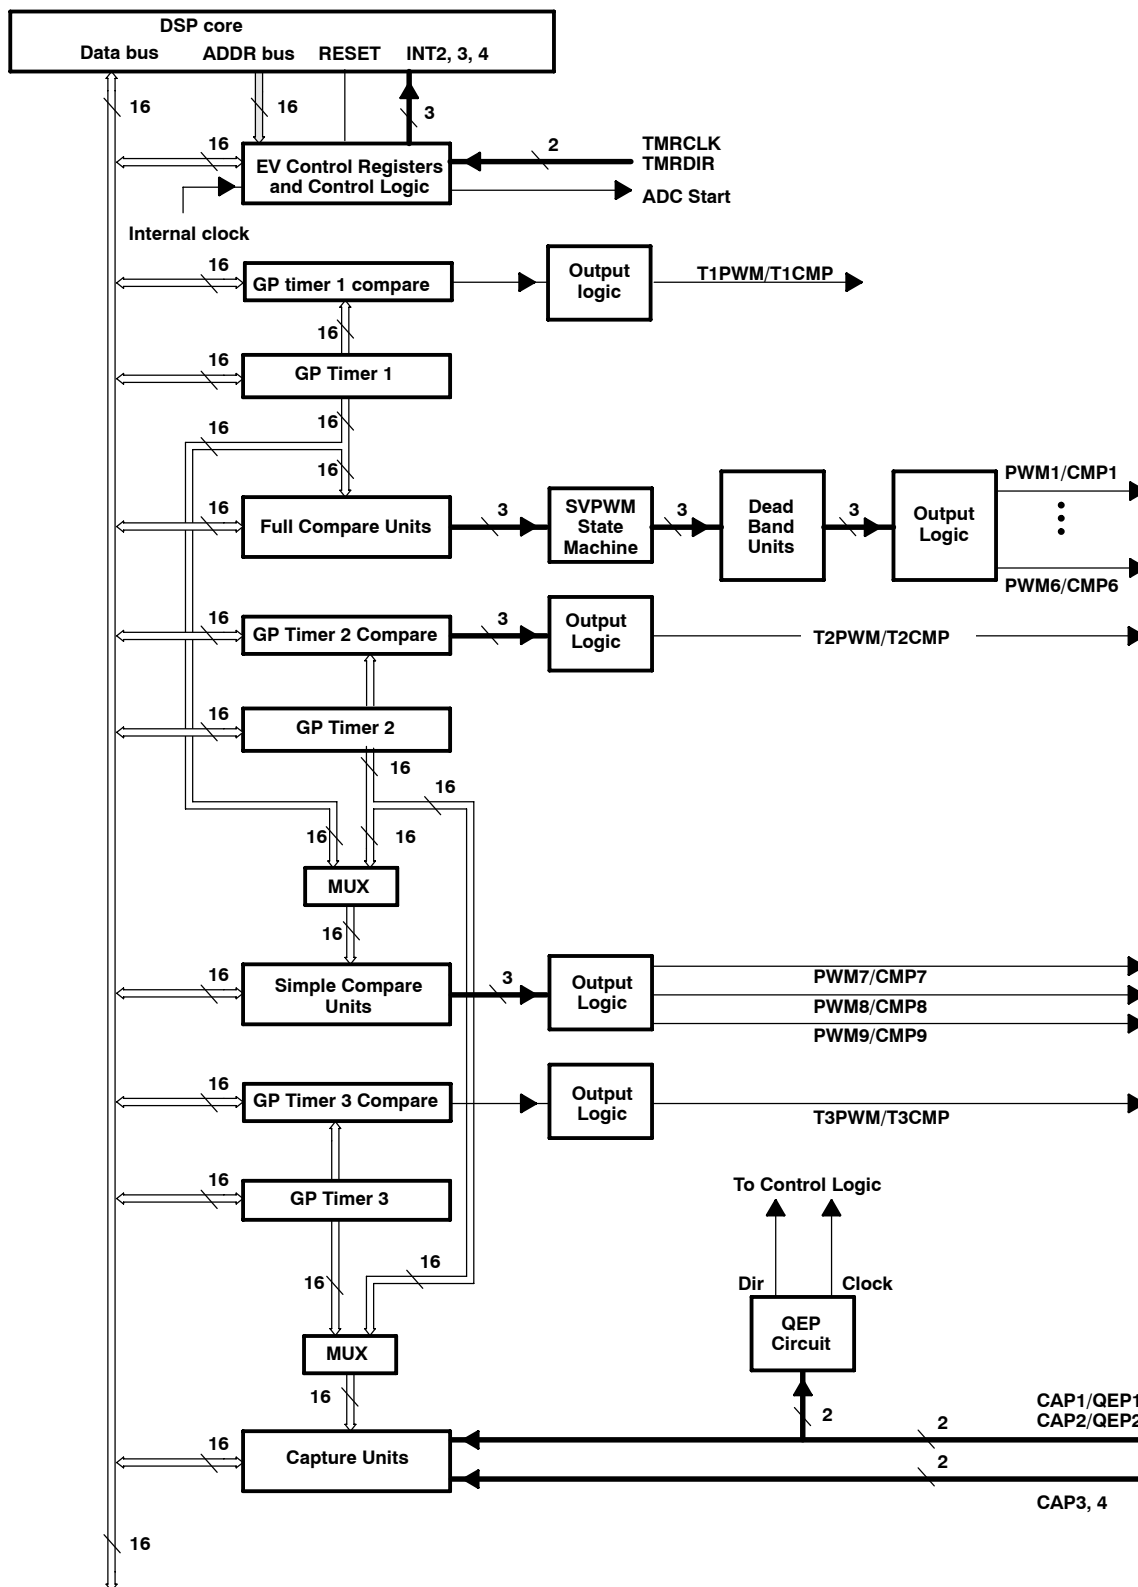 DSP core
Data bus
ADDR bus
RESET
INT2, 3, 4
16
16
3
16
2
TMRCLK
TMRDIR
EV Control Registers
and Control Logic
ADC Start
Internal clock
16
GP timer 1 compare
Output
logic
T1PWM/T1CMP
16
16
GP Timer 1
16
16
16
16
Full Compare Units
3
SVPWM
State
Machine
3
Dead
Band
Units
3
Output
Logic
PWM1/CMP1
PWM6/CMP6
16
GP Timer 2 Compare
3
Output
Logic
T2PWM/T2CMP
16
GP Timer 2
16
16
16
16
MUX
16
16
Simple Compare
Units
3
Output
Logic
PWM7/CMP7
PWM8/CMP8
PWM9/CMP9
16
GP Timer 3 Compare
Output
Logic
T3PWM/T3CMP
16
GP Timer 3
To Control Logic
16
16
Dir
Clock
QEP
Circuit
MUX
16
2
CAP1/QEP1
CAP2/QEP2
2
16
Capture Units
2
CAP3, 4
16